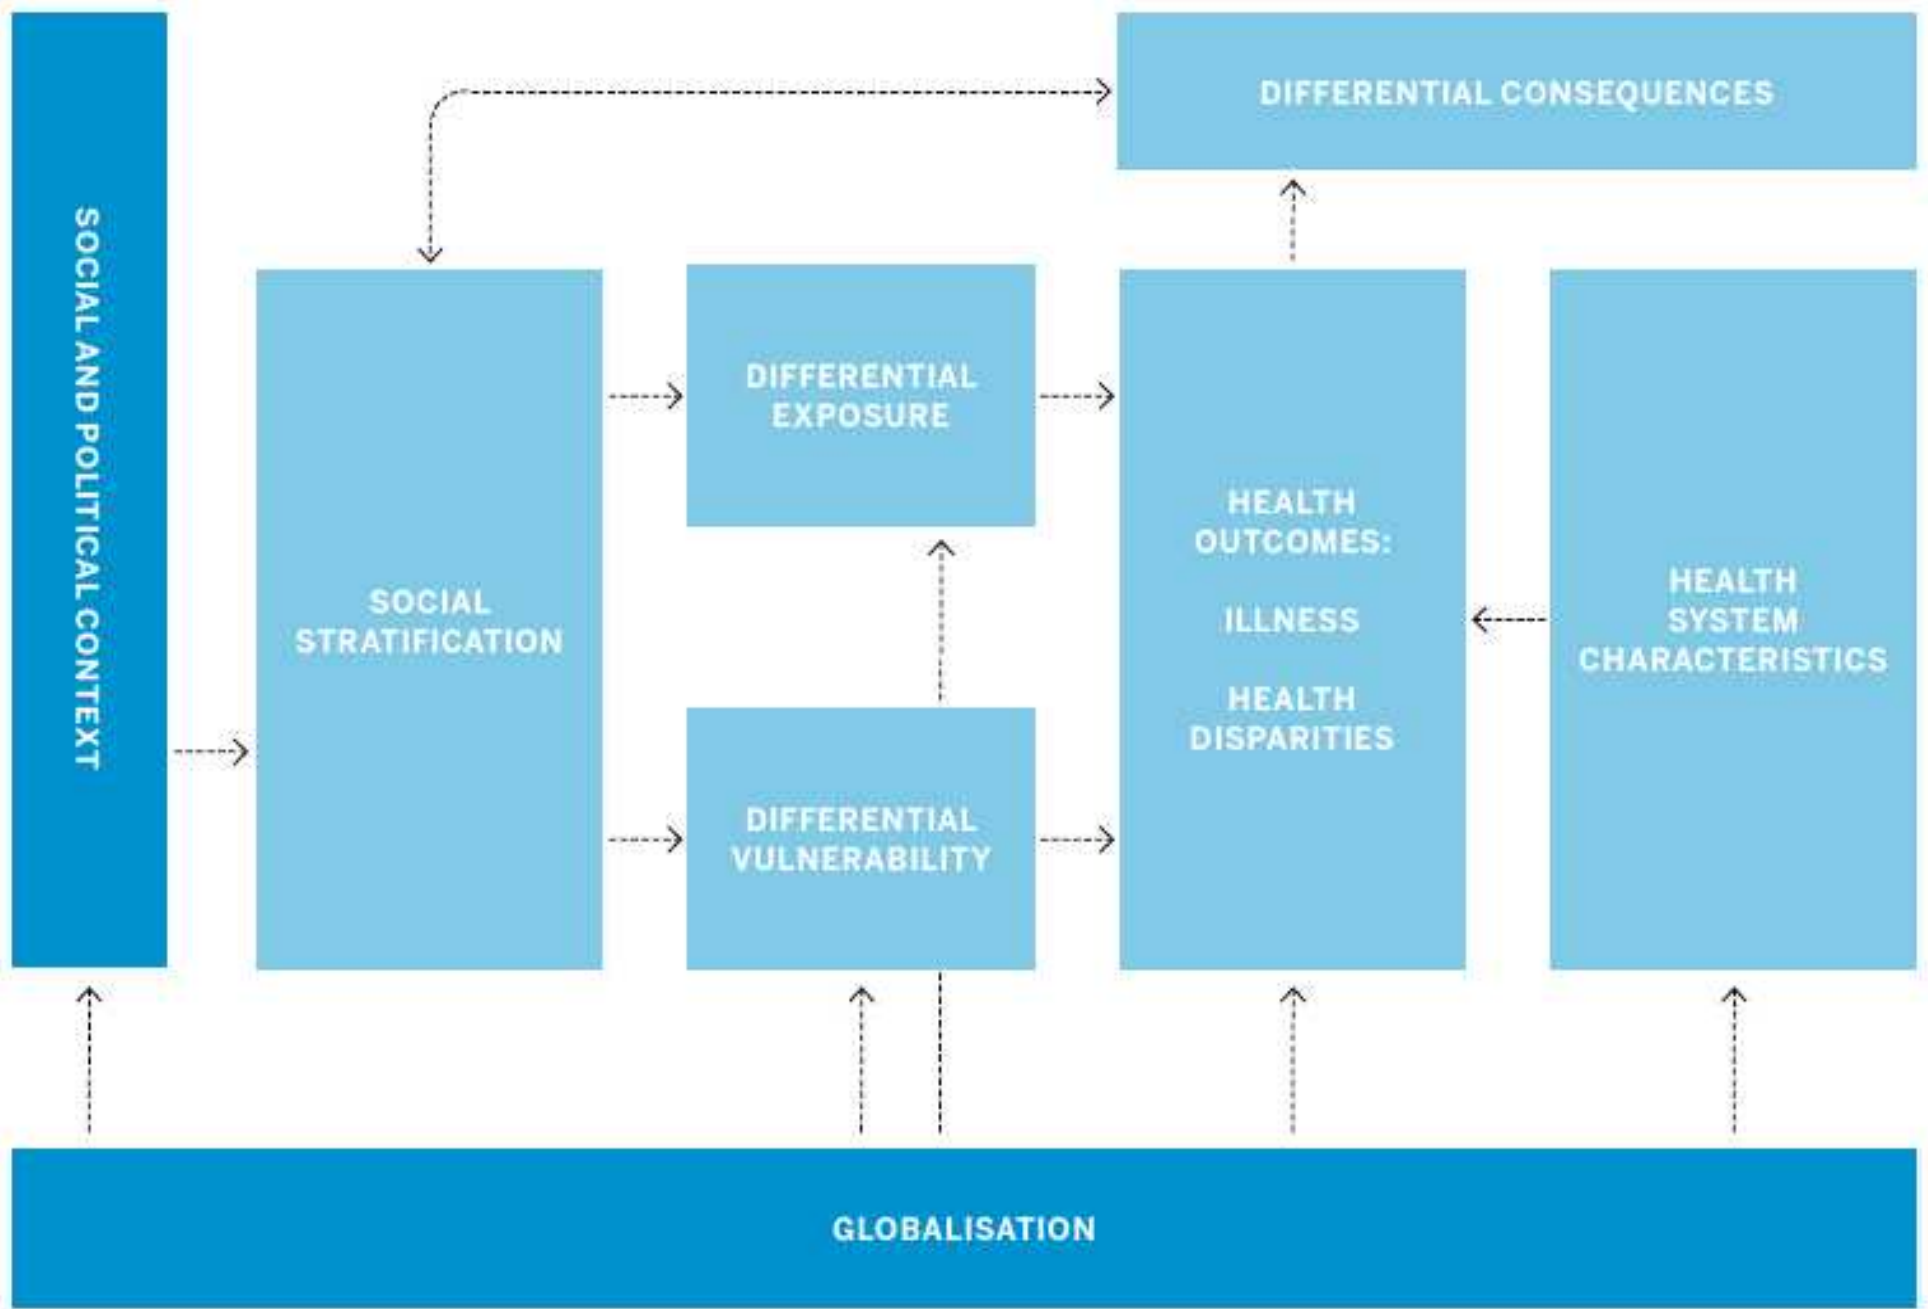 SOCIAL AND POLITICAL CONTEXT
DIFFERENTIAL CONSEQUENCES
SOCIAL
STRATIFICATION
DIFFERENTIAL
EXPOSURE
DIFFERENTIAL
VULNERABILITY
HEALTH
OUTCOMES:
ILLNESS
HEALTH
DISPARITIES
HEALTH
SYSTEM
CHARACTERISTICS
GLOBALISATION